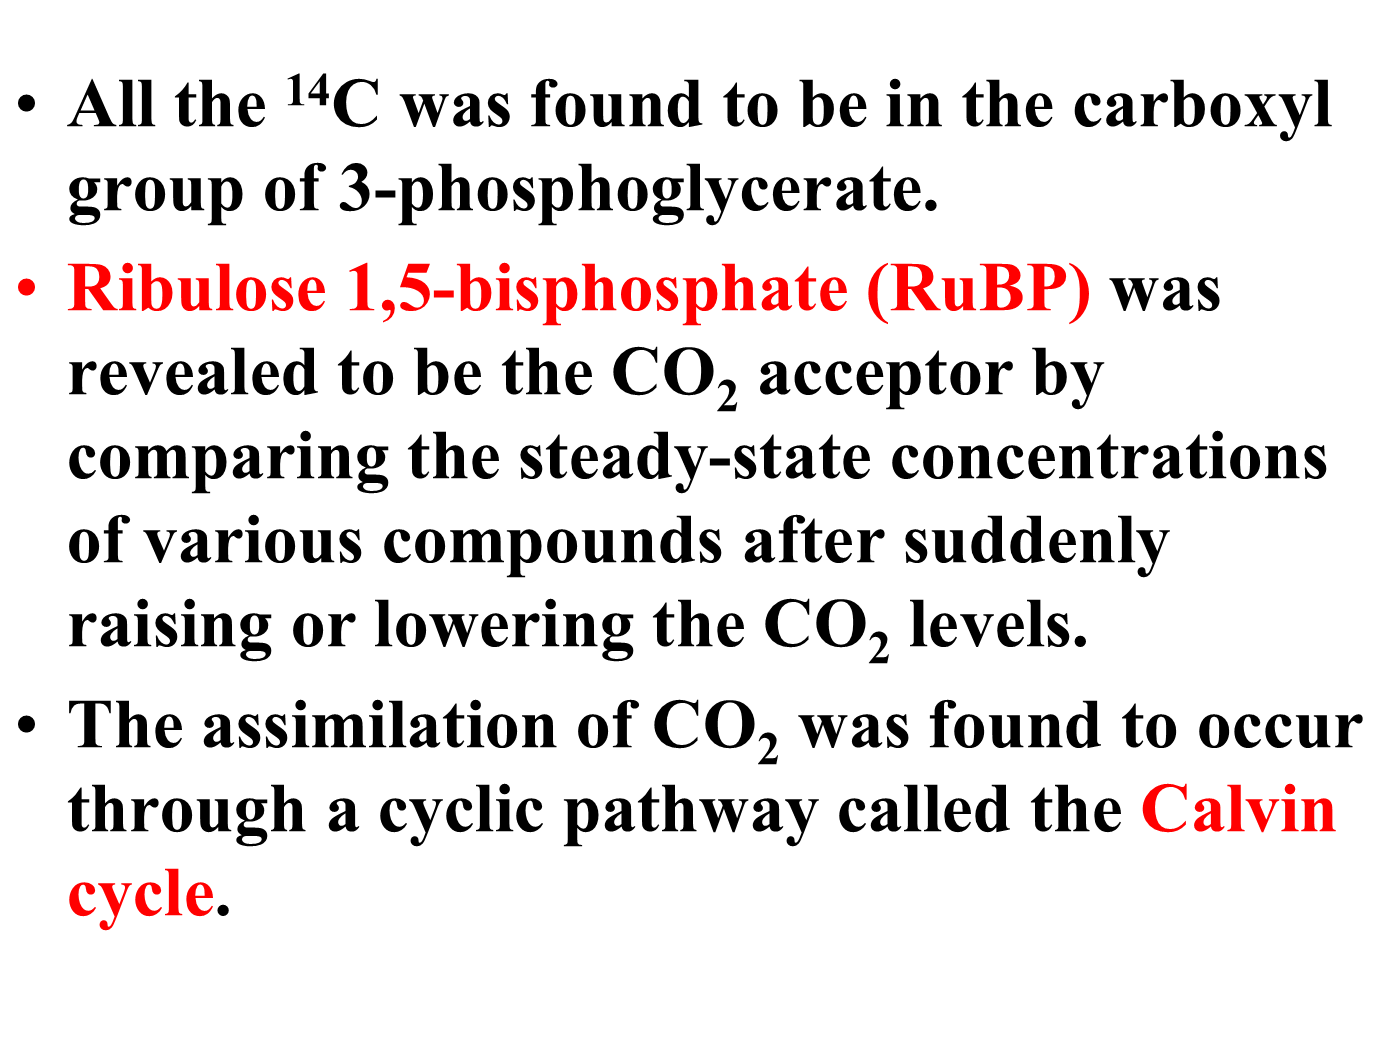 • All the ¹⁴C was found to be in the carboxyl
group of 3-phosphoglycerate.
• Ribulose 1,5-bisphosphate (RuBP) was
revealed to be the CO₂ acceptor by
comparing the steady-state concentrations
of various compounds after suddenly
raising or lowering the CO₂ levels.
• The assimilation of CO₂ was found to occur
through a cyclic pathway called the Calvin
cycle.